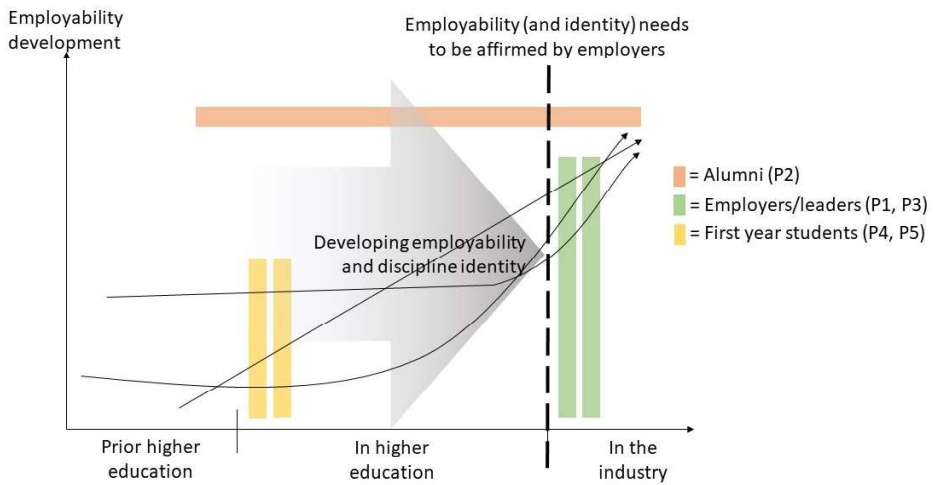 Employability
development
Employability (and identity) needs
to be affirmed by employers
= Alumni (P2)
= Employers/leaders (P1, P3)
= First year students (P4, P5)
Developing employability
and discipline identity
Prior higher
education
In higher
education
In the
industry